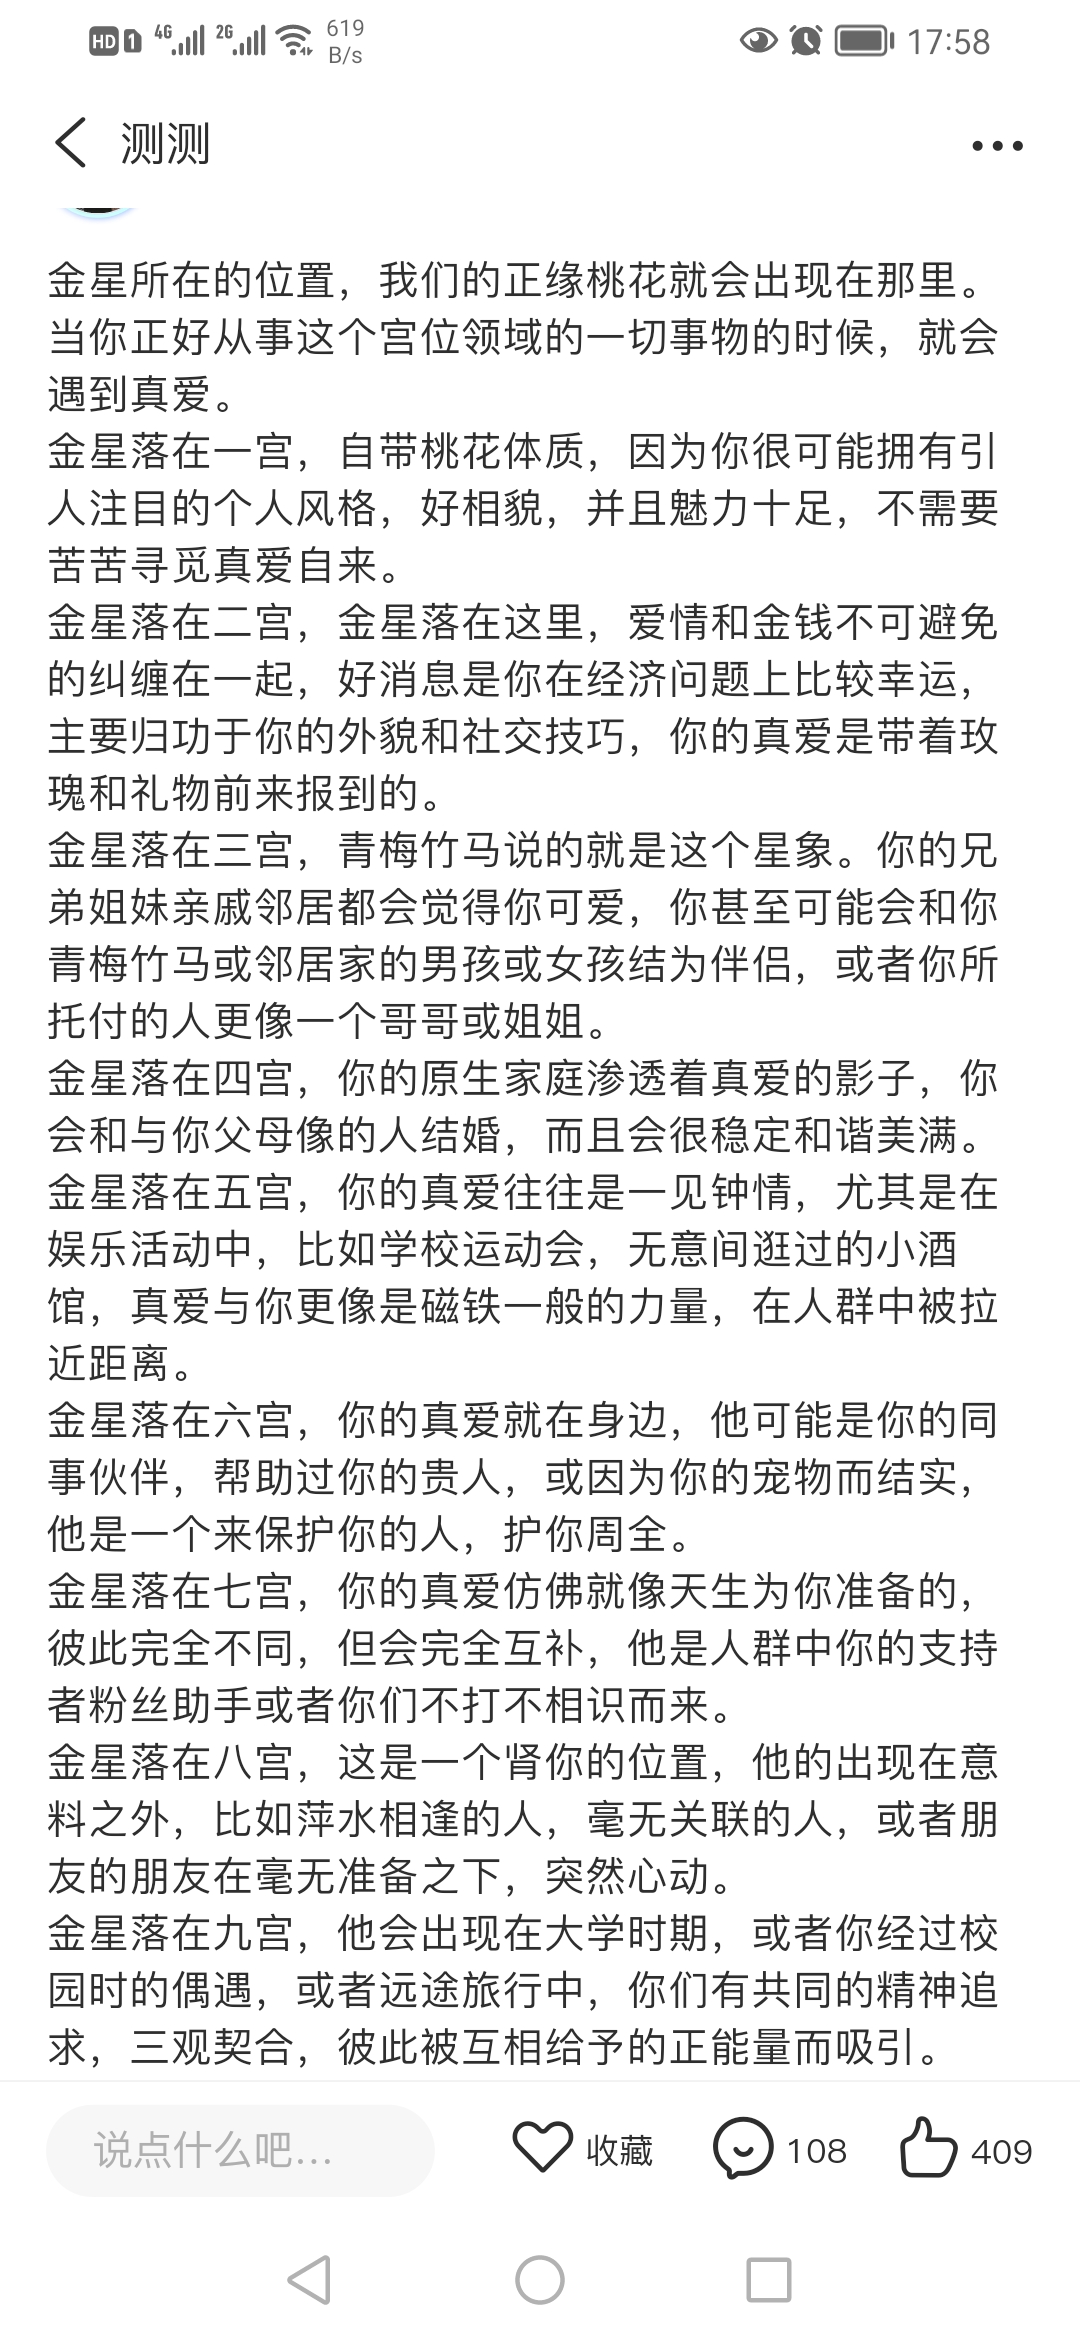 HD 1 4G 2G 619 B/s 17:58
测测
金星所在的位置，我们的正缘桃花就会出现在那里。
当你正好从事这个宫位领域的一切事物的时候，就会
遇到真爱。
金星落在一宫，自带桃花体质，因为你很可能拥有引
人注目的个人风格，好相貌，并且魅力十足，不需要
苦苦寻觅真爱自来。
金星落在二宫，金星落在这里，爱情和金钱不可避免
的纠缠在一起，好消息是你在经济问题上比较幸运，
主要归功于你的外貌和社交技巧，你的真爱是带着玫
瑰和礼物前来报到的。
金星落在三宫，青梅竹马说的就是这个星象。你的兄
弟姐妹亲戚邻居都会觉得你可爱，你甚至可能会和你
青梅竹马或邻居家的男孩或女孩结为伴侣，或者你所
托付的人更像一个哥哥或姐姐。
金星落在四宫，你的原生家庭渗透着真爱的影子，你
会和与你父母像的人结婚，而且会很稳定和谐美满。
金星落在五宫，你的真爱往往是一见钟情，尤其是在
娱乐活动中，比如学校运动会，无意间逛过的小酒
馆，真爱与你更像是磁铁一般的力量，在人群中被拉
近距离。
金星落在六宫，你的真爱就在身边，他可能是你的同
事伙伴，帮助过你的贵人，或因为你的宠物而结实，
他是一个来保护你的人，护你周全。
金星落在七宫，你的真爱仿佛就像天生为你准备的，
彼此完全不同，但会完全互补，他是人群中你的支持
者粉丝助手或者你们不打不相识而来。
金星落在八宫，这是一个肾你的位置，他的出现在意
料之外，比如萍水相逢的人，毫无关联的人，或者朋
友的朋友在毫无准备之下，突然心动。
金星落在九宫，他会出现在大学时期，或者你经过校
园时的偶遇，或者远途旅行中，你们有共同的精神追
求，三观契合，彼此被互相给予的正能量而吸引。
说点什么吧... 收藏 108 409